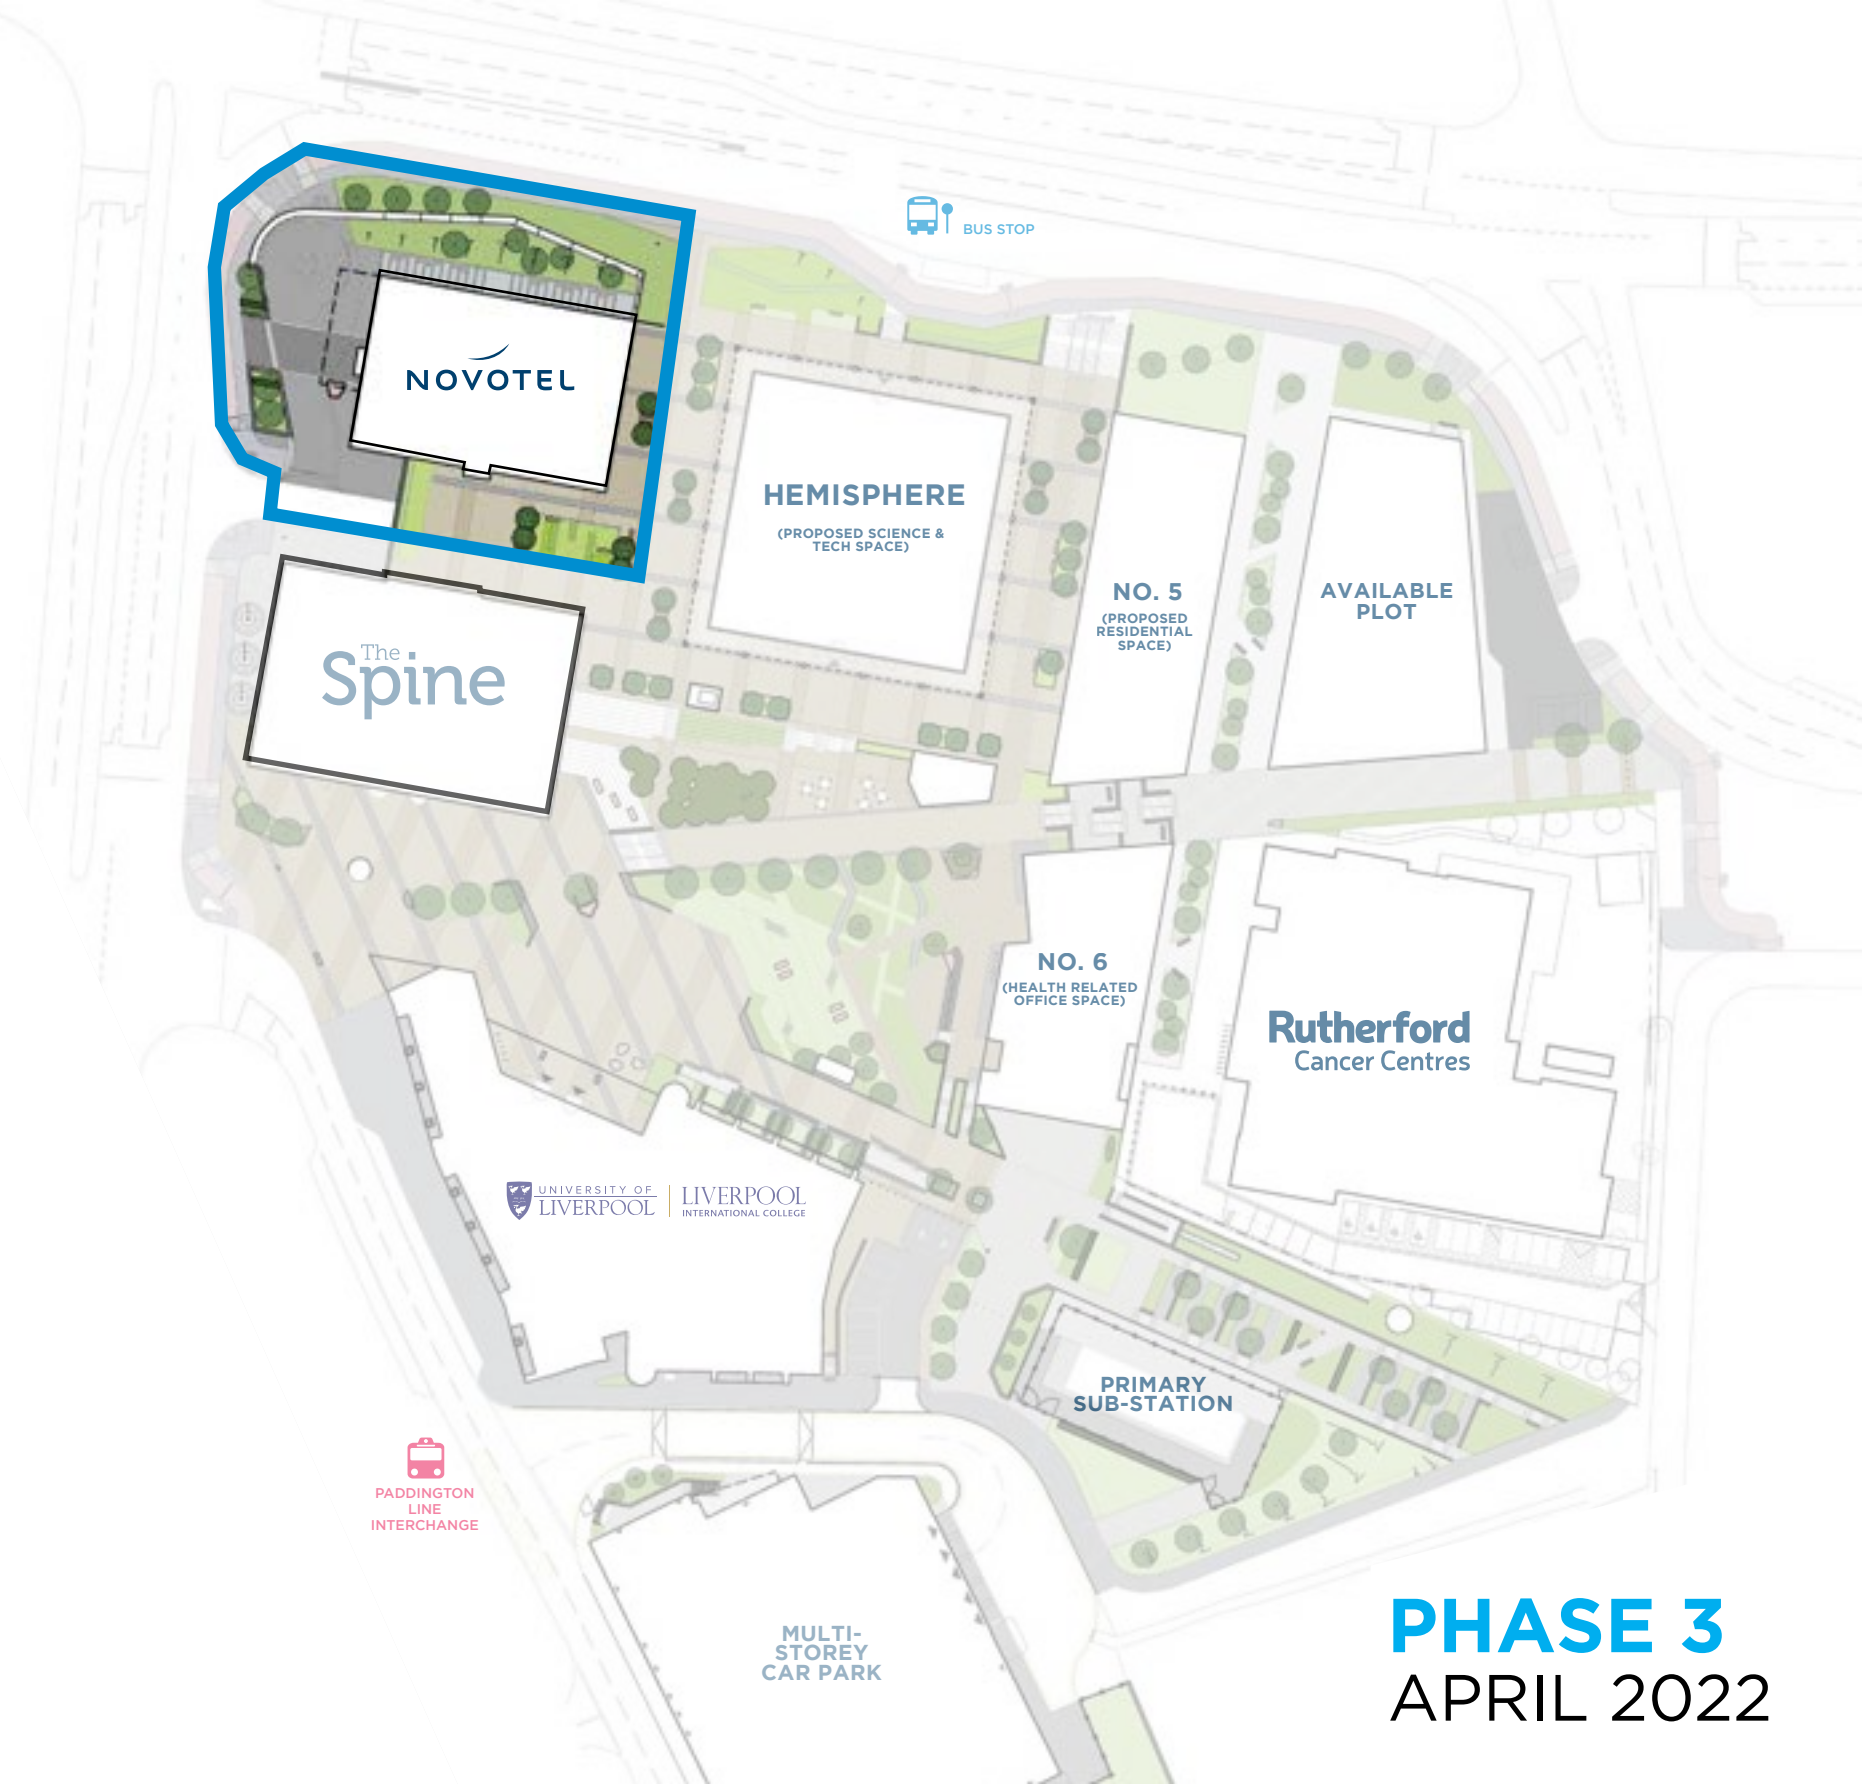 BUS STOP
NOVOTEL
HEMISPHERE
(PROPOSED SCIENCE &
TECH SPACE)
NO. 5
(PROPOSED
RESIDENTIAL
SPACE)
AVAILABLE
PLOT
The
Spine
NO. 6
(HEALTH RELATED
OFFICE SPACE)
Rutherford
Cancer Centres
UNIVERSITY OF
LIVERPOOL
LIVERPOOL
INTERNATIONAL COLLEGE
PRIMARY
SUB-STATION
PADDINGTON
LINE
INTERCHANGE
MULTI-
STOREY
CAR PARK
PHASE 3
APRIL 2022